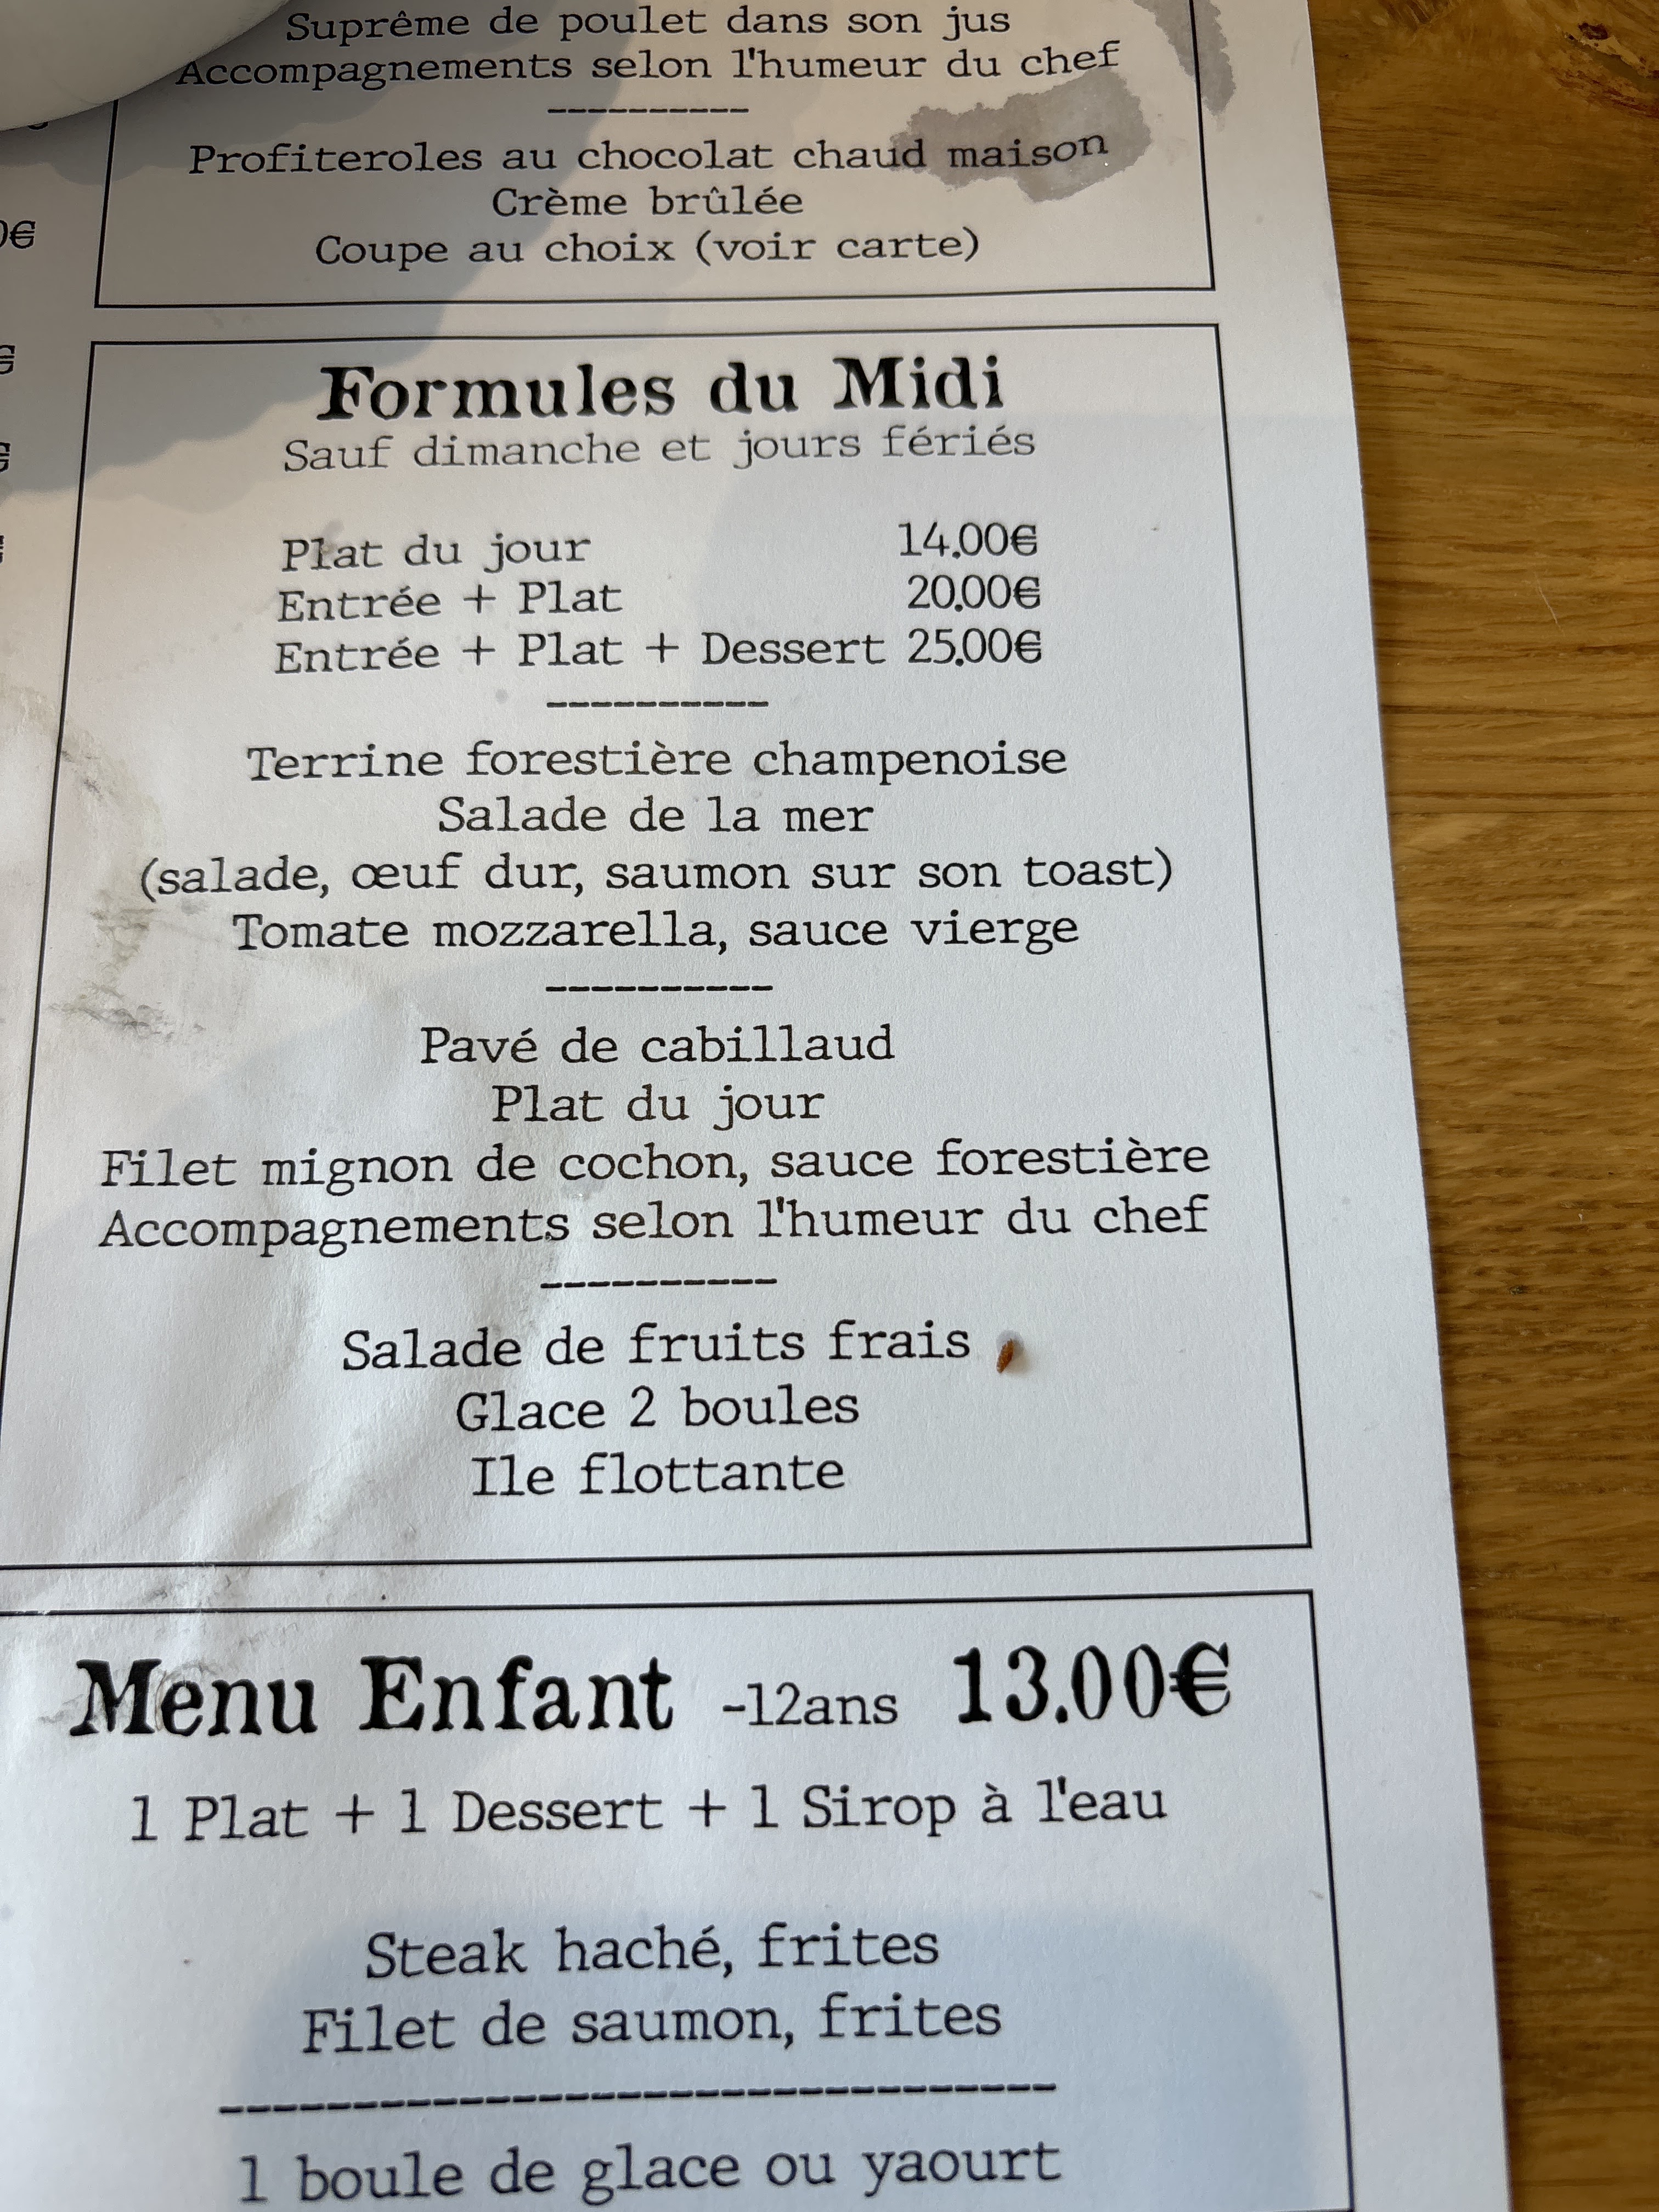 Suprême de poulet dans son jus
Accompagnements selon l'humeur du chef
----------
Profiteroles au chocolat chaud maison
Crème brûlée
Coupe au choix (voir carte)
Formules du Midi
Sauf dimanche et jours fériés
Plat du jour 14.00€
Entrée + Plat 20.00€
Entrée + Plat + Dessert 25.00€
----------
Terrine forestière champenoise
Salade de la mer
(salade, œuf dur, saumon sur son toast)
Tomate mozzarella, sauce vierge
----------
Pavé de cabillaud
Plat du jour
Filet mignon de cochon, sauce forestière
Accompagnements selon l'humeur du chef
----------
Salade de fruits frais
Glace 2 boules
Ile flottante
Menu Enfant -12ans 13.00€
1 Plat + 1 Dessert + 1 Sirop à l'eau
Steak haché, frites
Filet de saumon, frites
--------------------------------
1 boule de glace ou yaourt